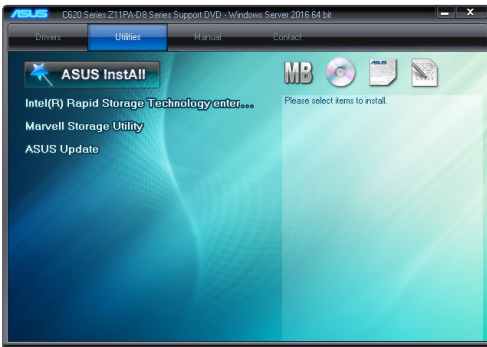 ASUS C620 Series Z11PA-D8 Series Support DVD - Windows Server 2016 64 bit
Drivers Utilities Manual Contact
ASUS InstAll
MB
Intel(R) Rapid Storage Technology enter...
Please select items to install.
Marvell Storage Utility
ASUS Update